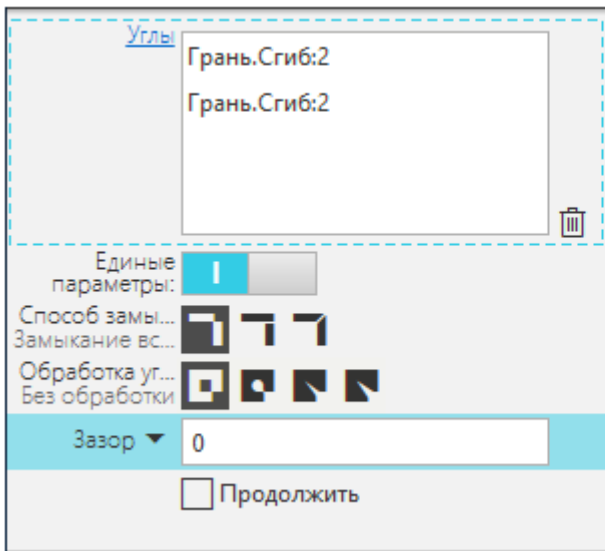 Углы
Грань.Сгиб:2
Грань.Сгиб:2
Единые
параметры:
Способ замы...
Замыкание вс...
Обработка уг...
Без обработки
Зазор
0
Продолжить